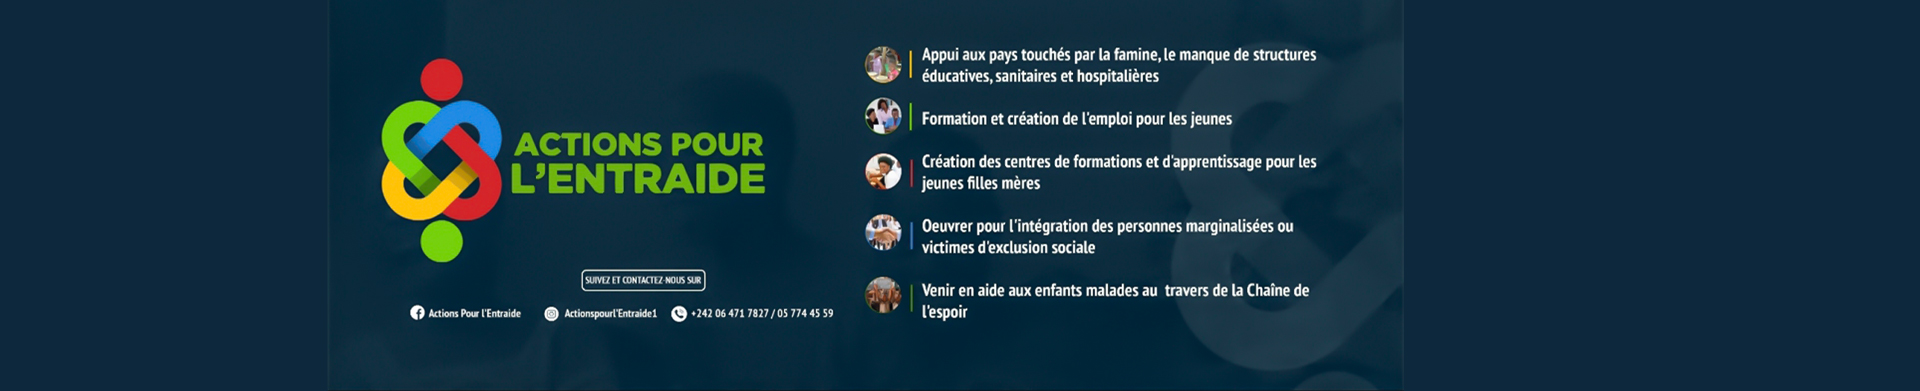 ACTIONS POUR
L'ENTRAIDE
SUIVEZ ET CONTACTEZ-NOUS SUR
Actions Pour l'Entraide
Actionspourl'Entraide1
+242 06 471 7827 / 05 774 45 59
Appui aux pays touchés par la famine, le manque de structures
éducatives, sanitaires et hospitalières
Formation et création de l'emploi pour les jeunes
Création des centres de formations et d'apprentissage pour les
jeunes filles mères
Oeuvrer pour l'intégration des personnes marginalisées ou
victimes d'exclusion sociale
Venir en aide aux enfants malades au travers de la Chaîne de
l'espoir